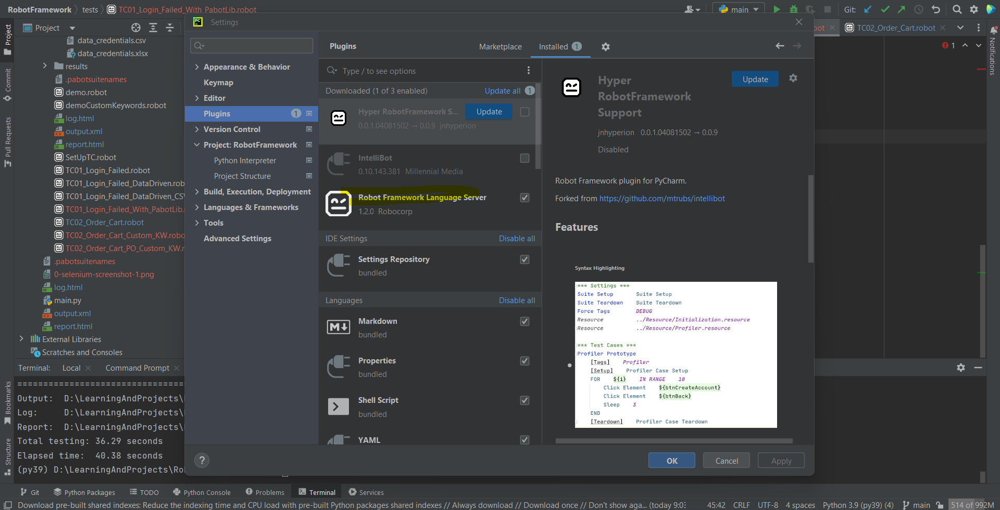 RobotFramework tests TC01_Login_Failed_With_PabotLib.robot
main
Git:
Project
data_credentials.csv
data_credentials.xlsx
results
.pabotsuitenames
demo.robot
demoCustomKeywords.robot
log.html
output.xml
report.html
SetUpTC.robot
TC01_Login_Failed.robot
TC01_Login_Failed_DataDriven.rob
TC01_Login_Failed_DataDriven_CSV
TC01_Login_Failed_With_PabotLib.
TC02_Order_Cart.robot
TC02_Order_Cart_Custom_KW.robo
TC02_Order_Cart_PO_Custom_KW.r
.pabotsuitenames
0-selenium-screenshot-1.png
log.html
main.py
output.xml
report.html
External Libraries
Scratches and Consoles
Project
Commit
Pull Requests
Bookmarks
Structure
PC Settings
Appearance & Behavior
Keymap
Editor
Plugins 1
Version Control
Project: RobotFramework
Python Interpreter
Project Structure
Build, Execution, Deployment
Languages & Frameworks
Tools
Advanced Settings
Plugins Marketplace Installed 1
Type / to see options
Downloaded (1 of 3 enabled) Update all 1
Hyper RobotFramework S... Update
0.0.1.04081502 → 0.0.9 jnhyperion
IntelliBot
0.10.143.381 Millennial Media
Robot Framework Language Server
1.2.0 Robocorp
IDE Settings Disable all
Settings Repository
bundled
Languages Disable all
Markdown
bundled
Properties
bundled
Shell Script
bundled
YAML
Hyper
RobotFramework
Support
Update
jnhyperion 0.0.1.04081502 → 0.0.9
Disabled
Robot Framework plugin for PyCharm.
Forked from https://github.com/mtrubs/intellibot
Features
Syntax Highlighting
*** Settings ***
Suite Setup Suite Setup
Suite Teardown Suite Teardown
Force Tags DEBUG
Resource ../Resource/Initialization.resource
Resource ../Resource/Profiler.resource
*** Test Cases ***
Profiler Prototype
[Tags] Profiler
[Setup] Profiler Case Setup
FOR ${i} IN RANGE 10
Click Element ${btnCreateAccount}
Click Element ${btnBack}
Sleep 3
END
[Teardown] Profiler Case Teardown
? OK Cancel Apply
bot TC02_Order_Cart.robot
1
Notifications
Terminal: Local Command Prompt
================================
Output: D:\LearningAndProjects\
Log: D:\LearningAndProjects\
Report: D:\LearningAndProjects\
Total testing: 36.29 seconds
Elapsed time: 40.38 seconds
(py39) D:\LearningAndProjects\Ro
Git Python Packages TODO Python Console Problems Terminal Services
Download pre-built shared indexes: Reduce the indexing time and CPU load with pre-built Python packages shared indexes // Always download // Download once // Don't show aga... (today 9:03 45:42 CRLF UTF-8 4 spaces Python 3.9 (py39) (4) main 514 of 992M